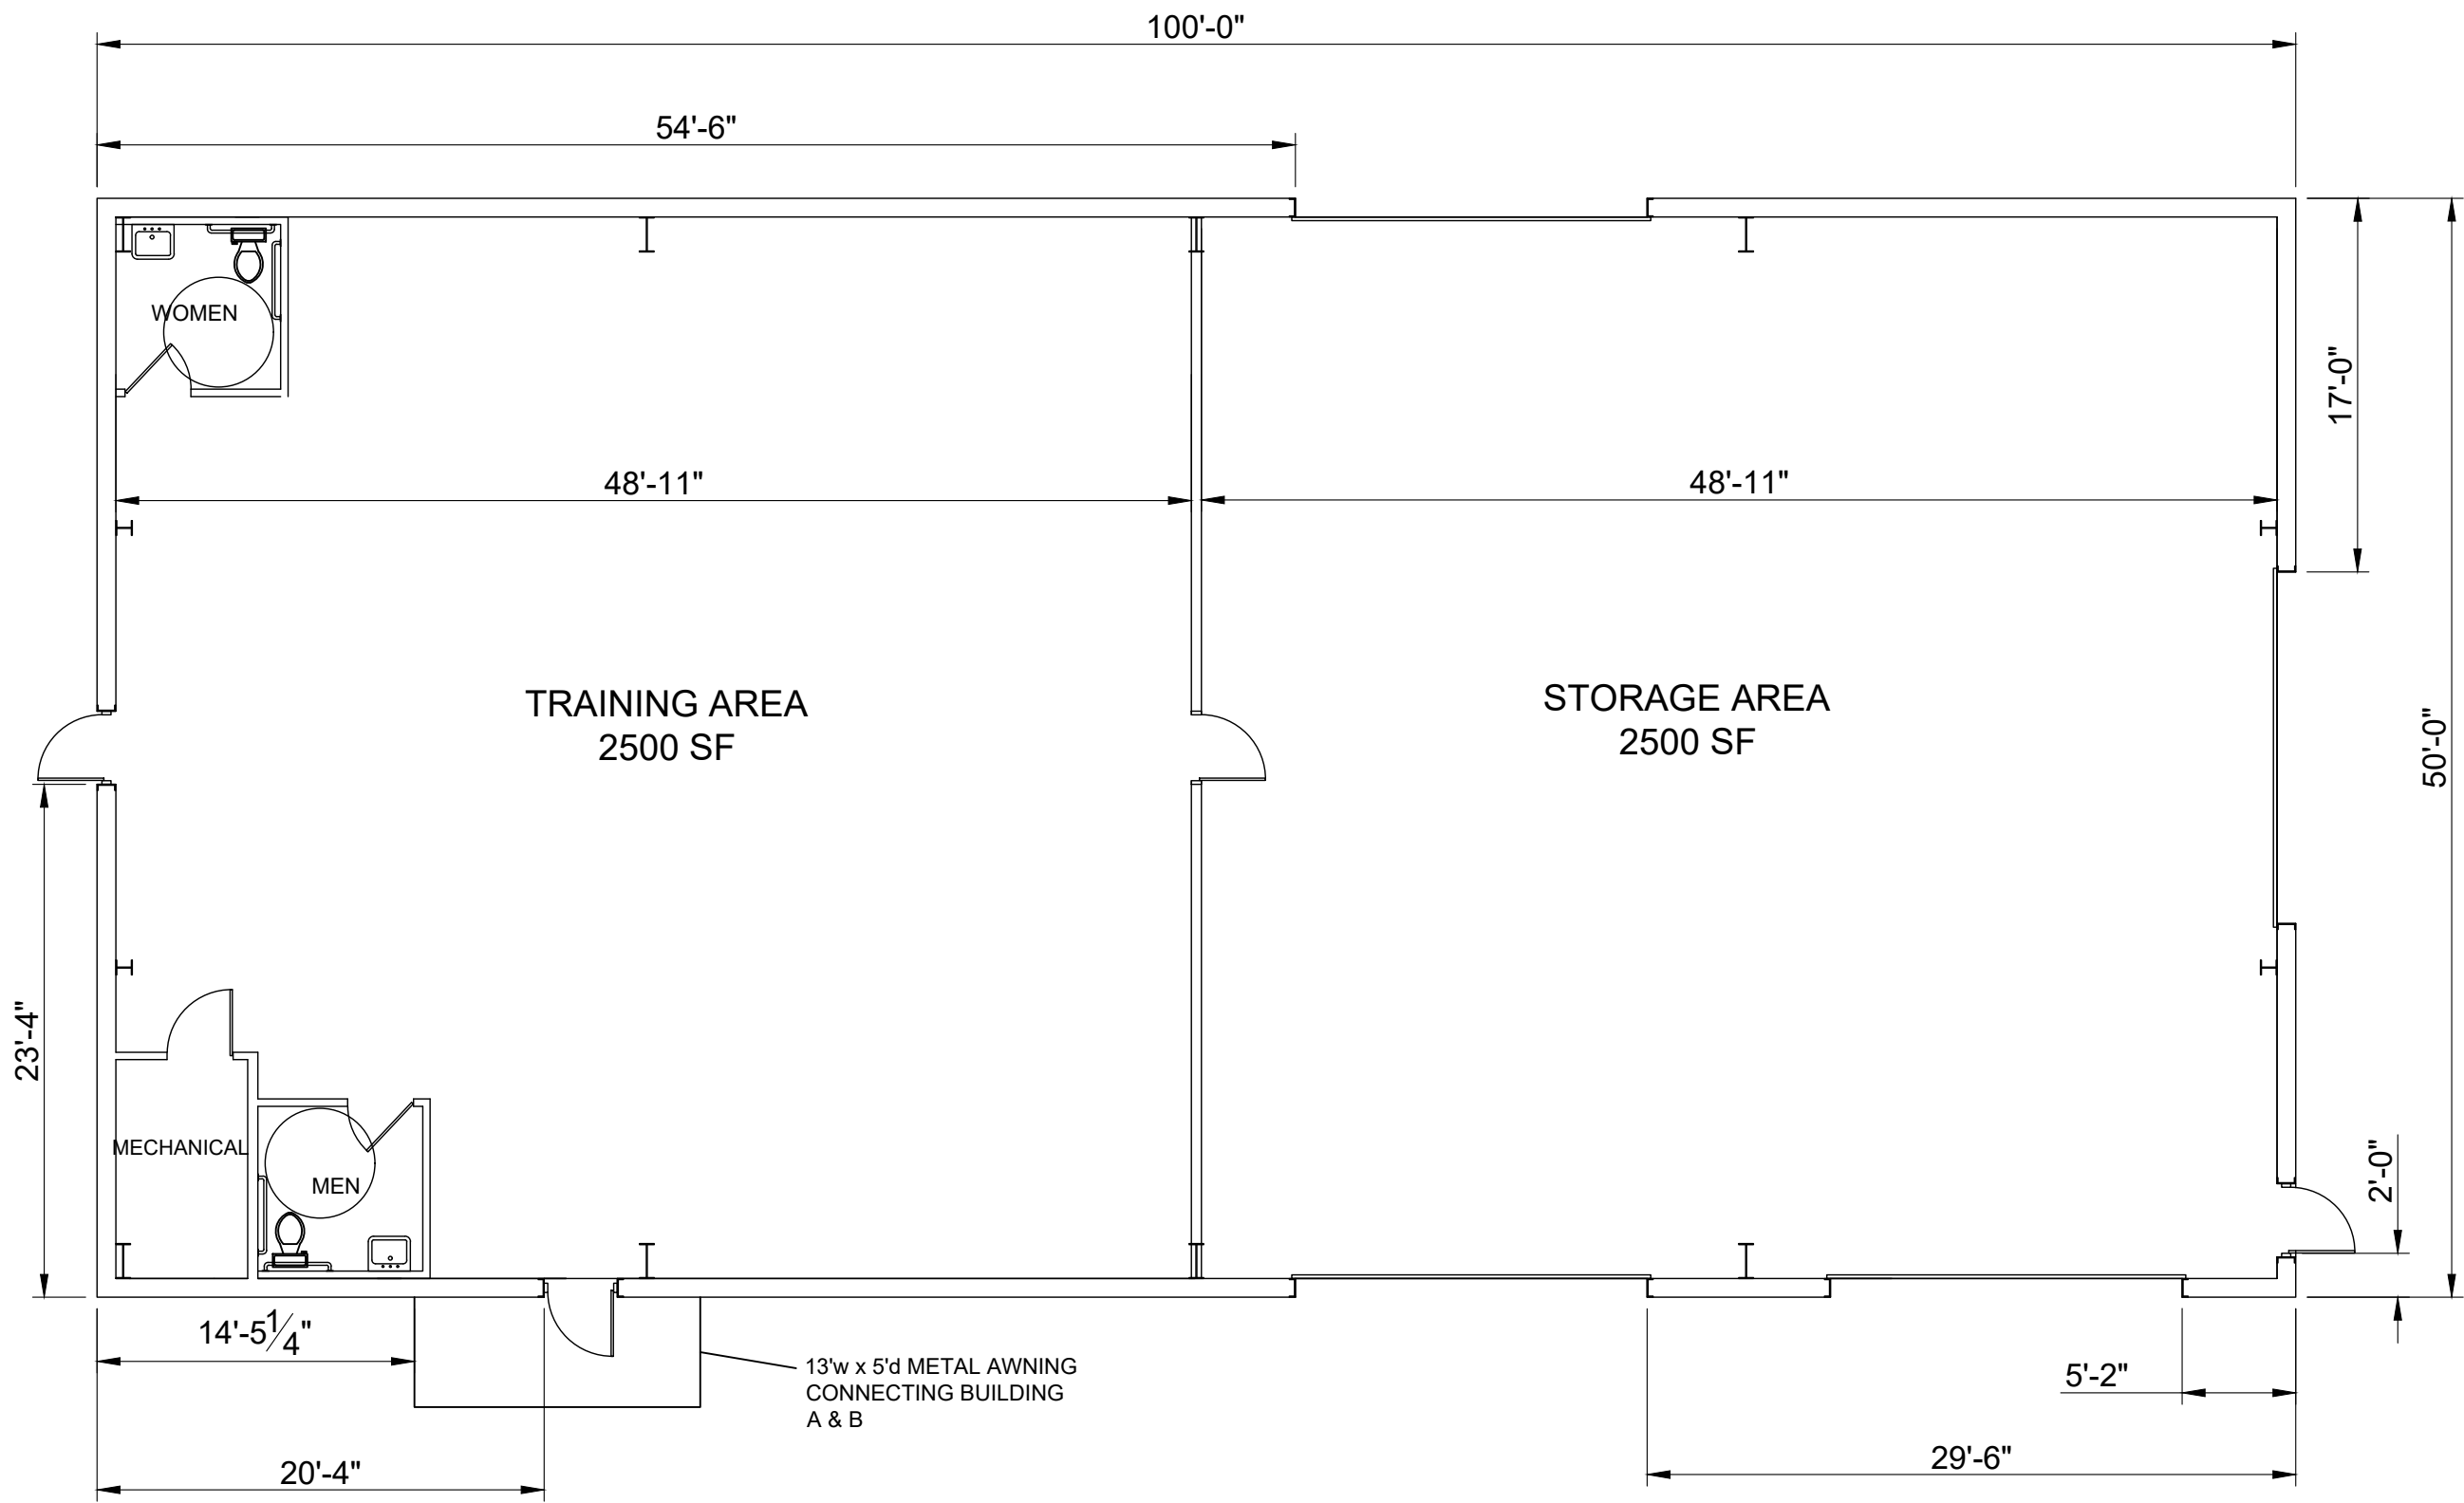 100'-0"
54'-6"
WOMEN
17'-0"
48'-11"
48'-11"
TRAINING AREA
2500 SF
STORAGE AREA
2500 SF
50'-0"
23'-4"
MECHANICAL
MEN
2'-0"
14'-5 1/4"
13'w x 5'd METAL AWNING
CONNECTING BUILDING
A & B
5'-2"
20'-4"
29'-6"